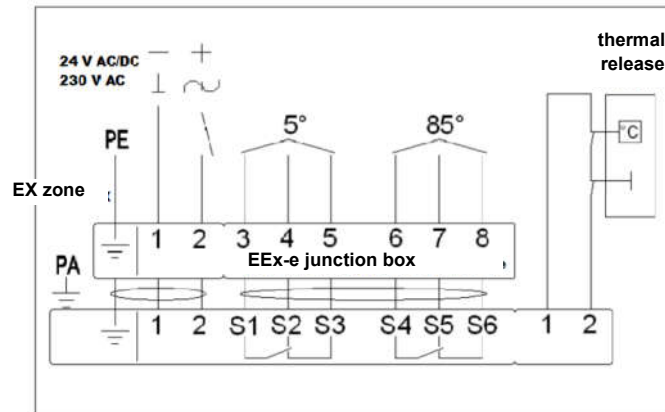 24 V AC/DC
230 V AC
thermal
release
5°
85°
°C
PE
EX zone
1 2 3 4 5 6 7 8
EEx-e junction box
PA
1 2 S1 S2 S3 S4 S5 S6 1 2